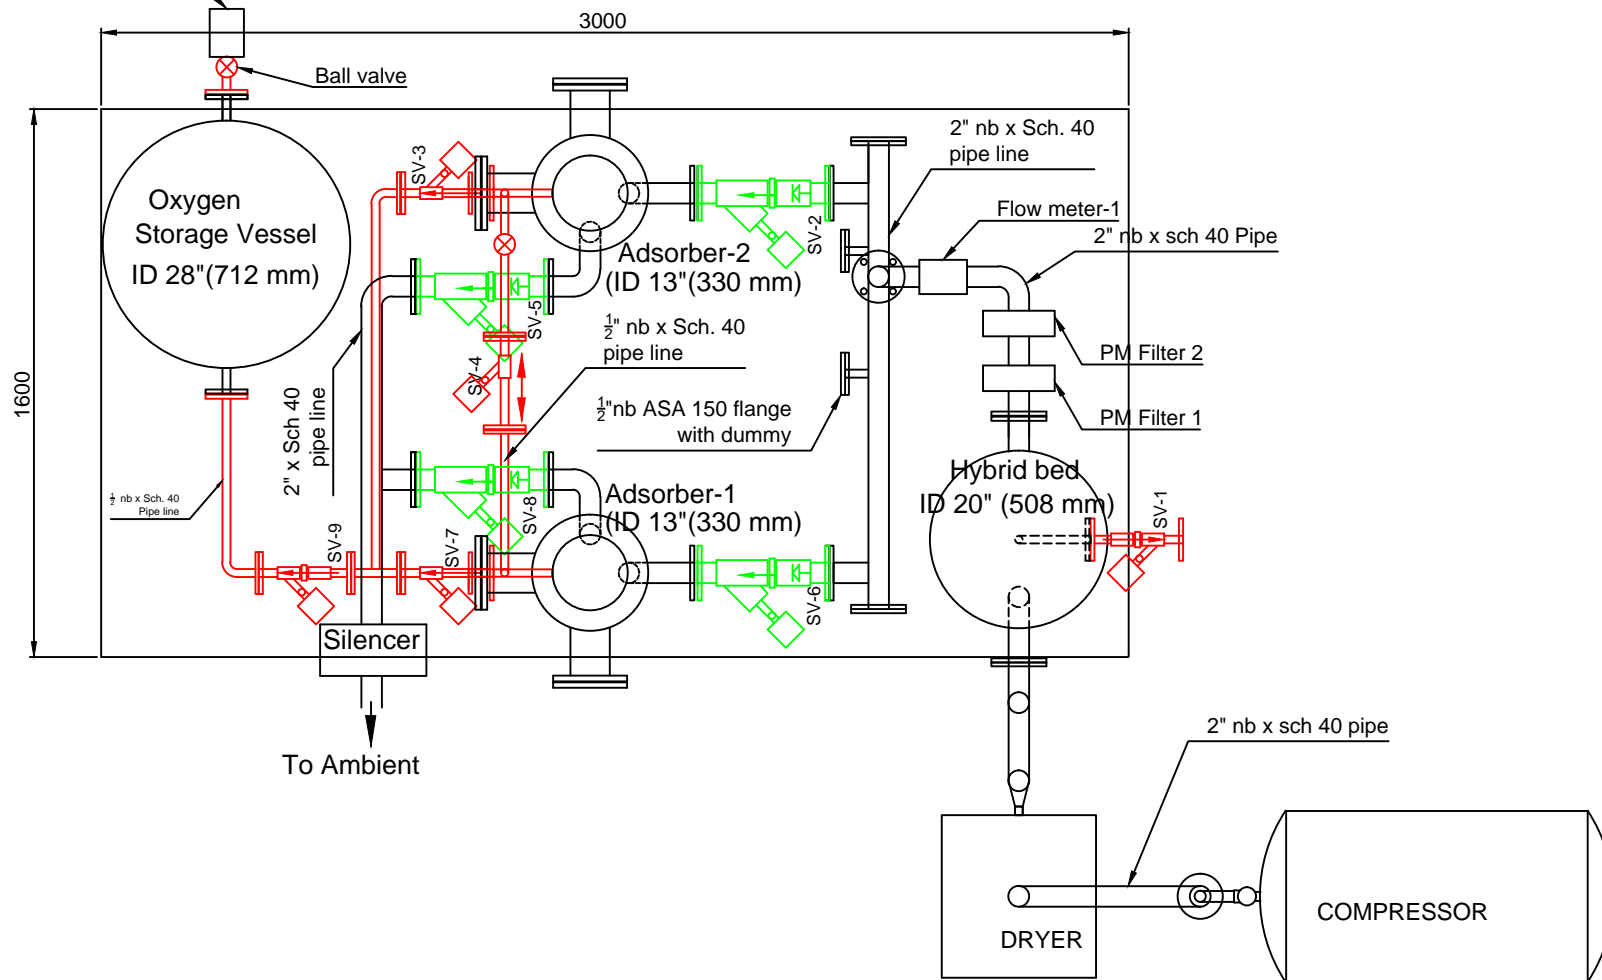 3000
Ball valve
2" nb x Sch. 40
pipe line
SV-3
Oxygen
Storage Vessel
ID 28"(712 mm)
SV-2
Flow meter-1
2" nb x sch 40 Pipe
Adsorber-2
(ID 13"(330 mm)
SV-5
½" nb x Sch. 40
pipe line
SV-4
PM Filter 2
1600
2" x Sch 40
pipe line
½"nb ASA 150 flange
with dummy
PM Filter 1
½ nb x Sch. 40
Pipe line
Adsorber-1
(ID 13"(330 mm)
Hybrid bed
ID 20" (508 mm)
SV-8
SV-1
SV-9
SV-7
SV-6
Silencer
To Ambient
2" nb x sch 40 pipe
DRYER
COMPRESSOR